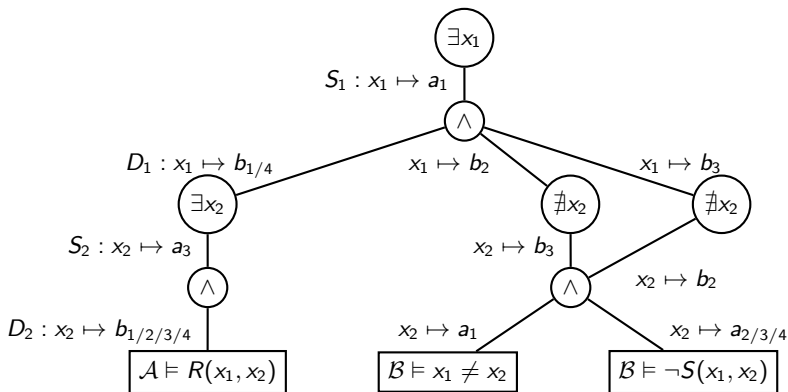 ∃x₁
S₁ : x₁ ↦ a₁
∧
D₁ : x₁ ↦ b₁/₄
x₁ ↦ b₂
x₁ ↦ b₃
∃x₂
∄x₂
∄x₂
S₂ : x₂ ↦ a₃
x₂ ↦ b₃
∧
∧
x₂ ↦ b₂
D₂ : x₂ ↦ b₁/₂/₃/₄
x₂ ↦ a₁
x₂ ↦ a₂/₃/₄
𝒜 ⊨ R(x₁, x₂)
ℬ ⊨ x₁ ≠ x₂
ℬ ⊨ ¬S(x₁, x₂)